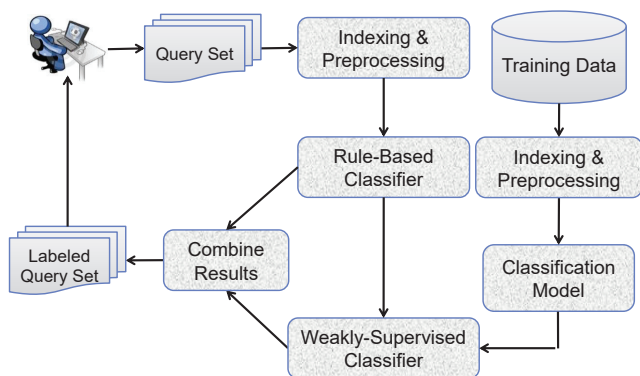 Query Set
Indexing &
Preprocessing
Training Data
Rule-Based
Classifier
Indexing &
Preprocessing
Labeled
Query Set
Combine
Results
Classification
Model
Weakly-Supervised
Classifier